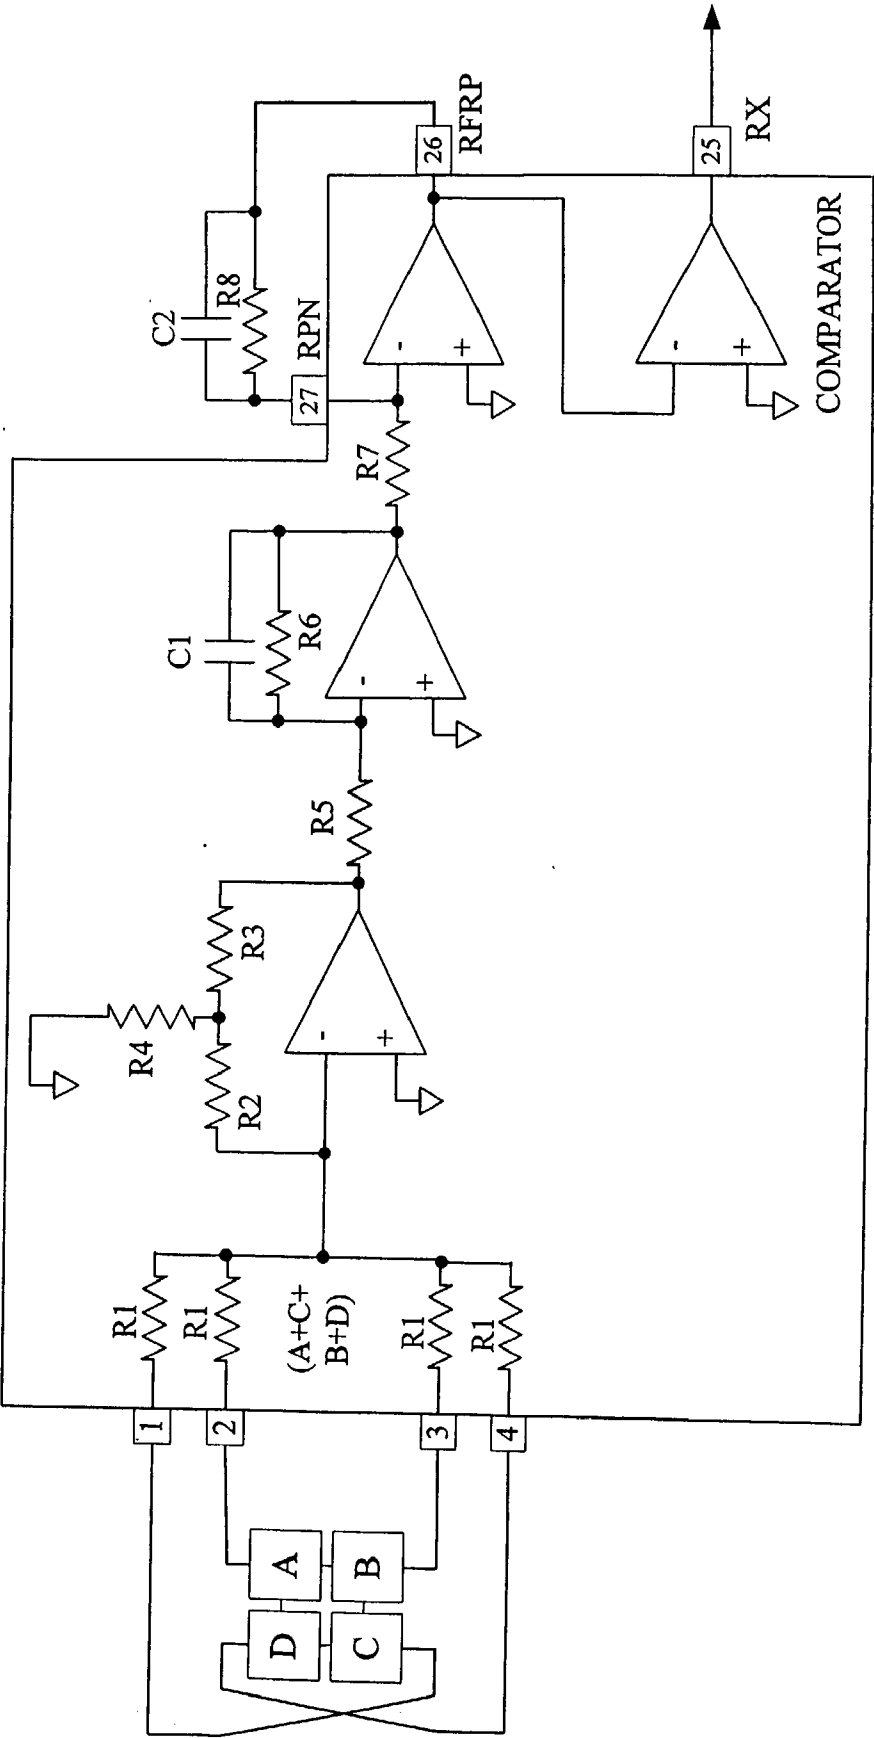 D
A
C
B
1
2
3
4
R1
R1
(A+C+
B+D)
R1
R1
R4
R2
R3
-
+
R5
C1
R6
-
+
R7
C2
R8
27
RPN
-
+
26
RFRP
-
+
25
RX
COMPARATOR